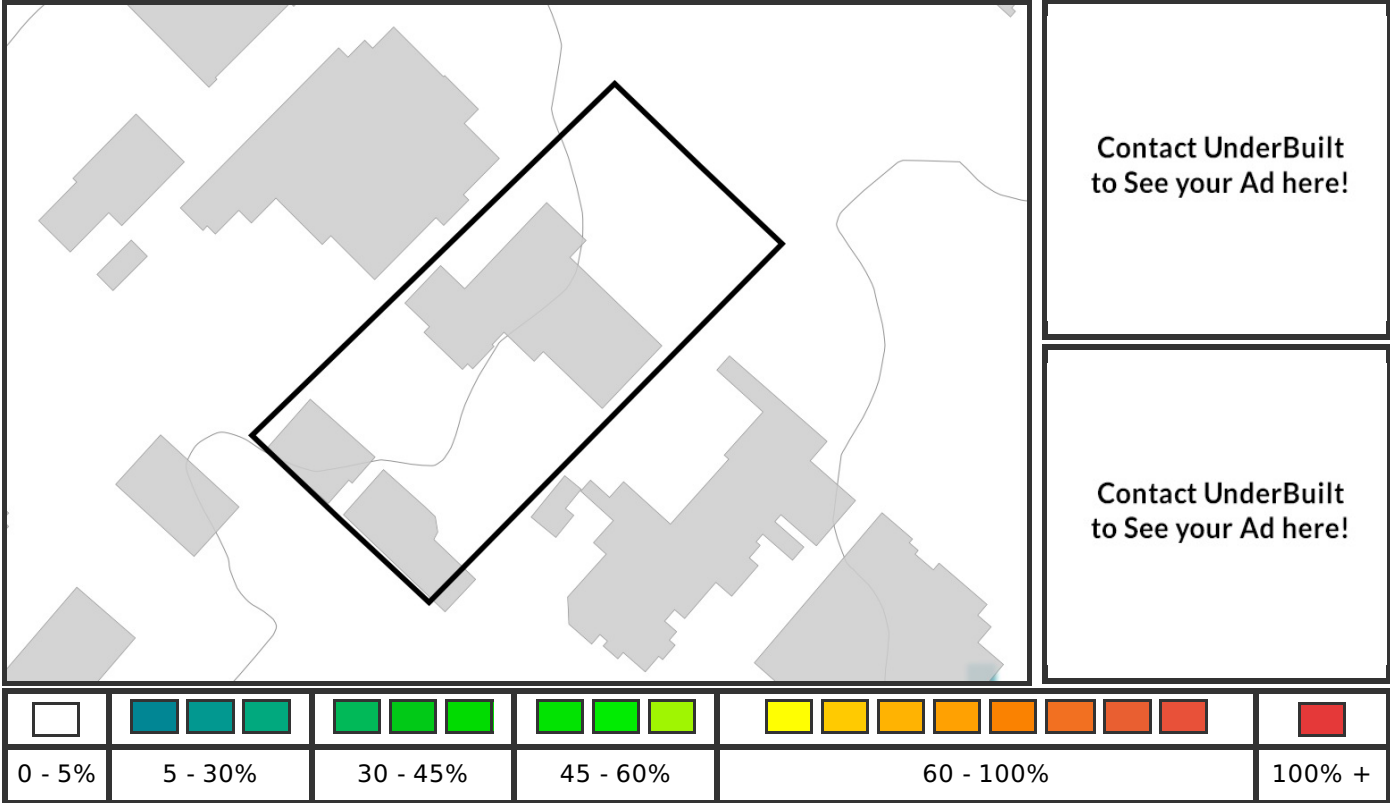 Contact UnderBuilt
to See your Ad here!
Contact UnderBuilt
to See your Ad here!
0 - 5%
5 - 30%
30 - 45%
45 - 60%
60 - 100%
100% +